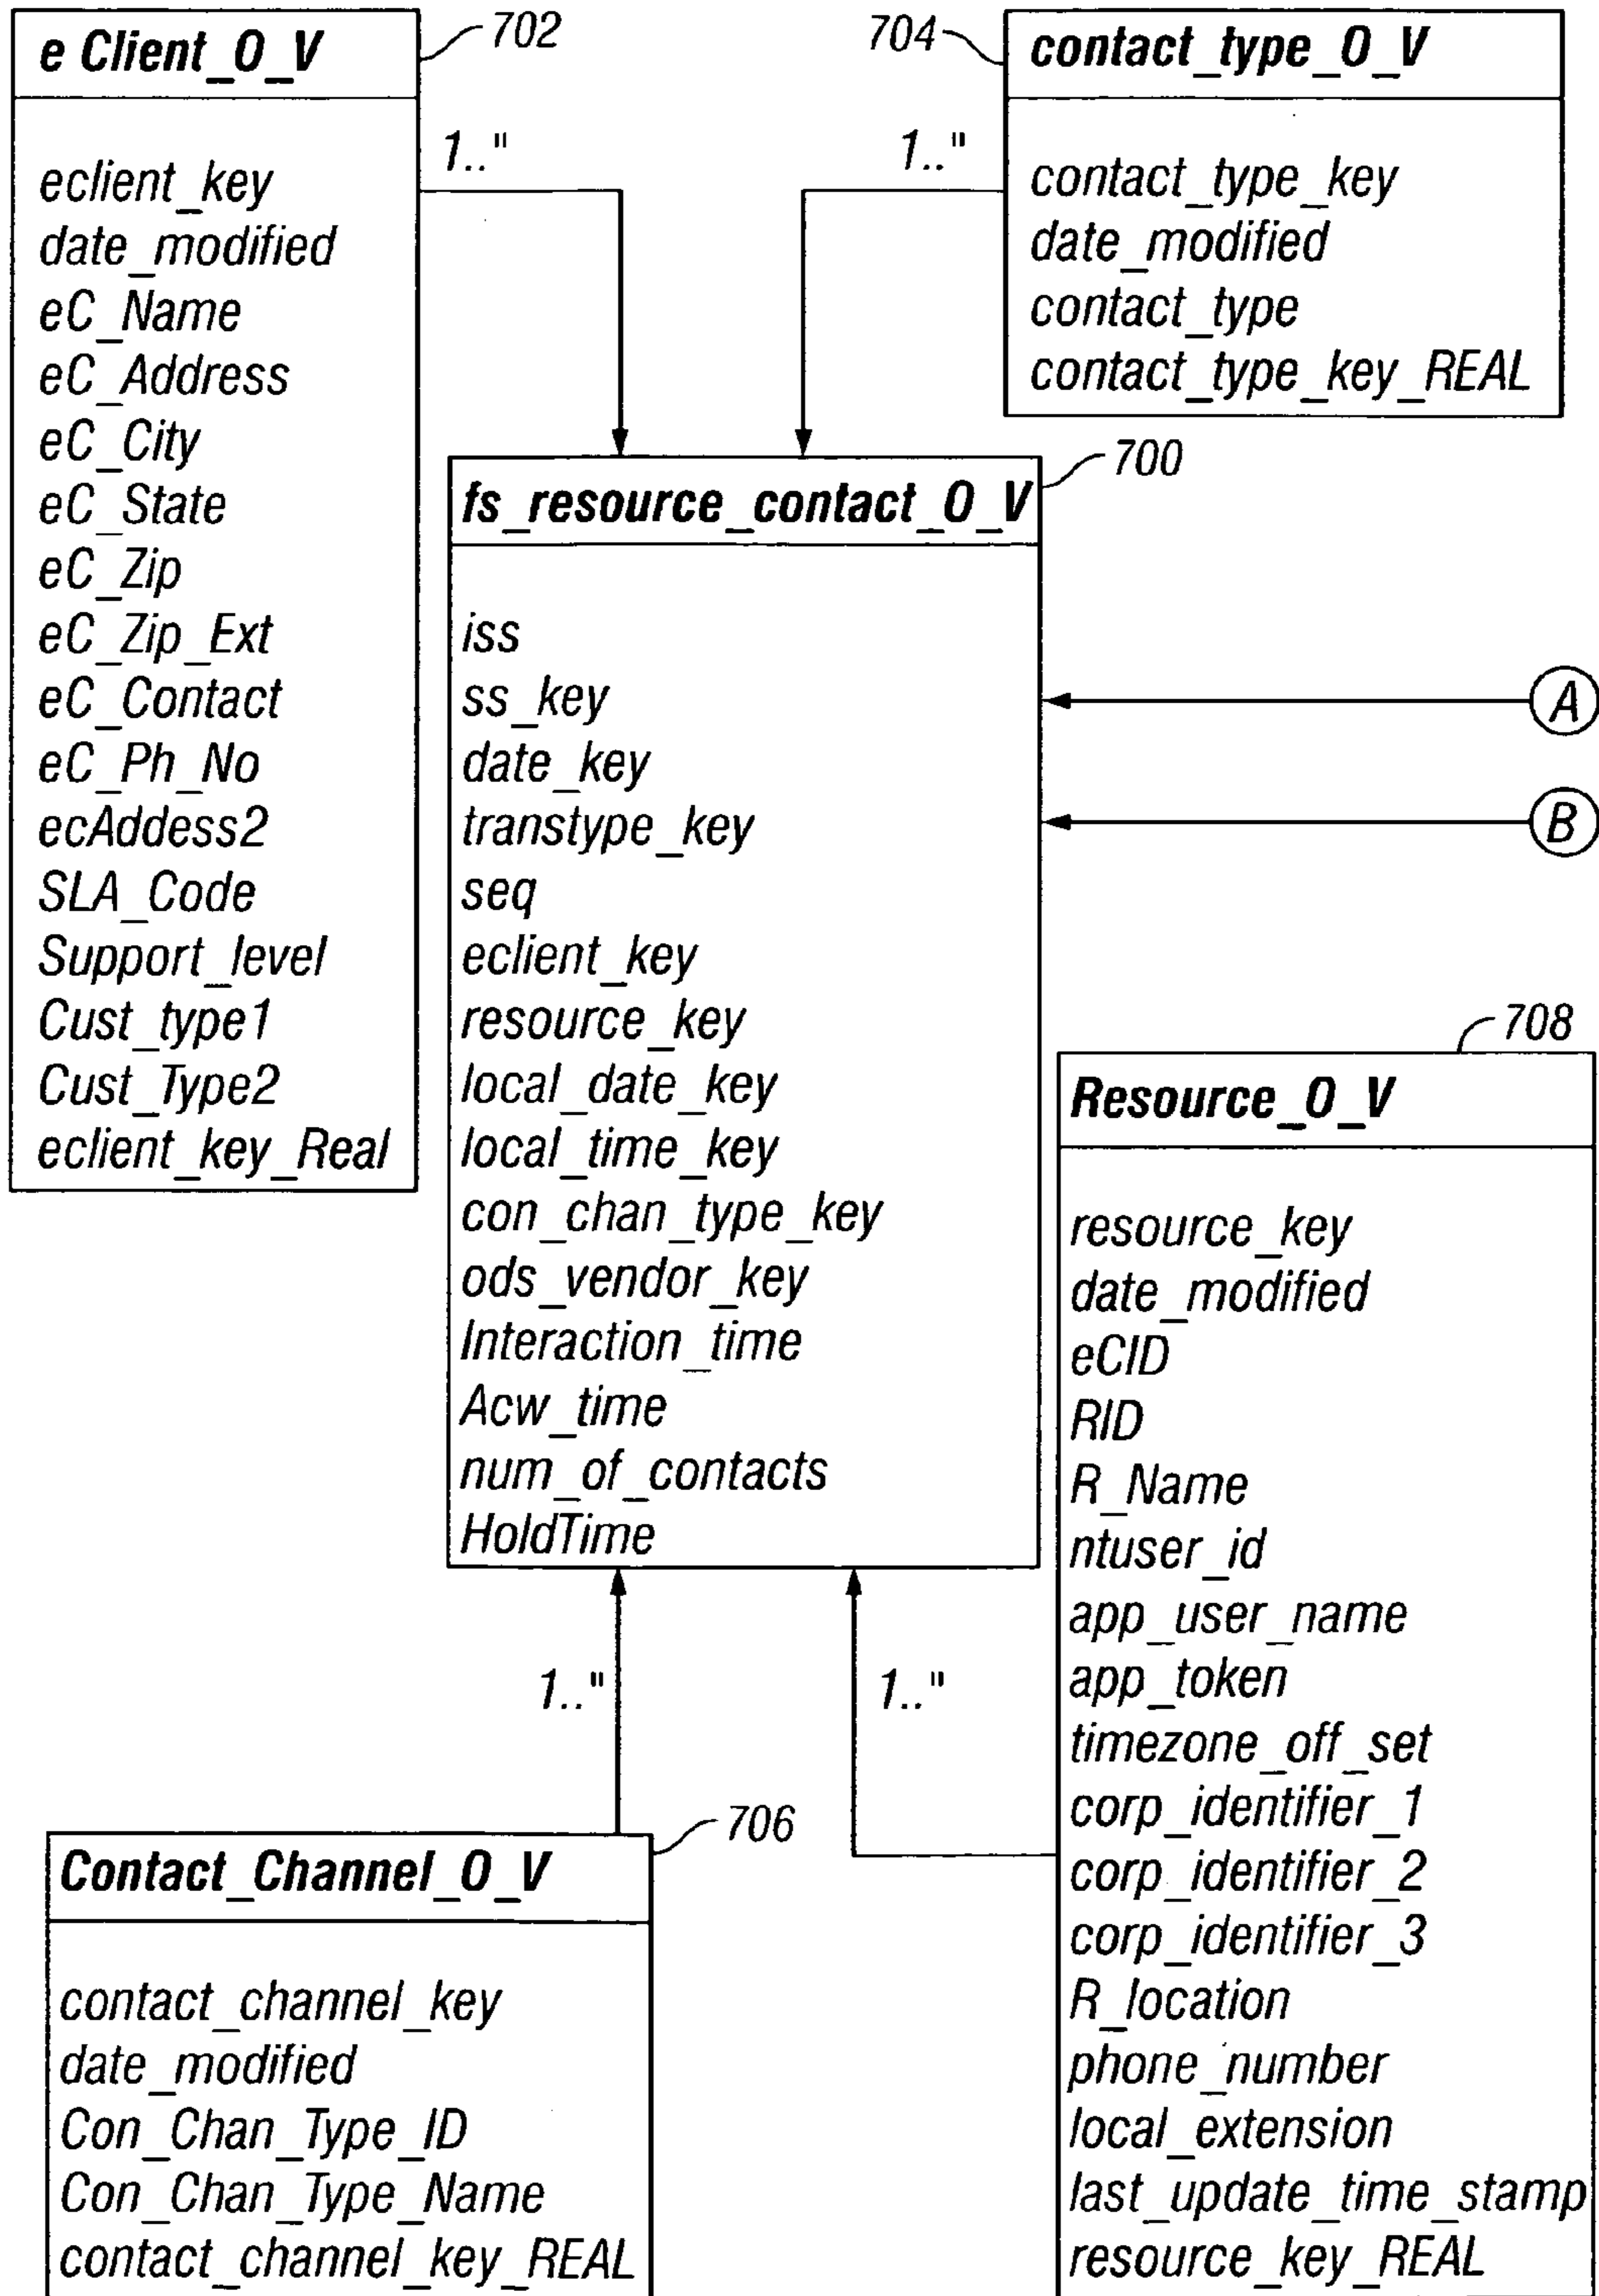 e Client_O_V
702
eclient_key
date_modified
eC_Name
eC_Address
eC_City
eC_State
eC_Zip
eC_Zip_Ext
eC_Contact
eC_Ph_No
ecAddess2
SLA_Code
Support_level
Cust_type1
Cust_Type2
eclient_key_Real
1.."
704
contact_type_O_V
contact_type_key
date_modified
contact_type
contact_type_key_REAL
1.."
700
fs_resource_contact_O_V
iss
ss_key
date_key
transtype_key
seq
eclient_key
resource_key
local_date_key
local_time_key
con_chan_type_key
ods_vendor_key
Interaction_time
Acw_time
num_of_contacts
HoldTime
A
B
708
Resource_O_V
resource_key
date_modified
eCID
RID
R_Name
ntuser_id
app_user_name
app_token
timezone_off_set
corp_identifier_1
corp_identifier_2
corp_identifier_3
R_location
phone_number
local_extension
last_update_time_stamp
resource_key_REAL
1.."
1.."
706
Contact_Channel_O_V
contact_channel_key
date_modified
Con_Chan_Type_ID
Con_Chan_Type_Name
contact_channel_key_REAL